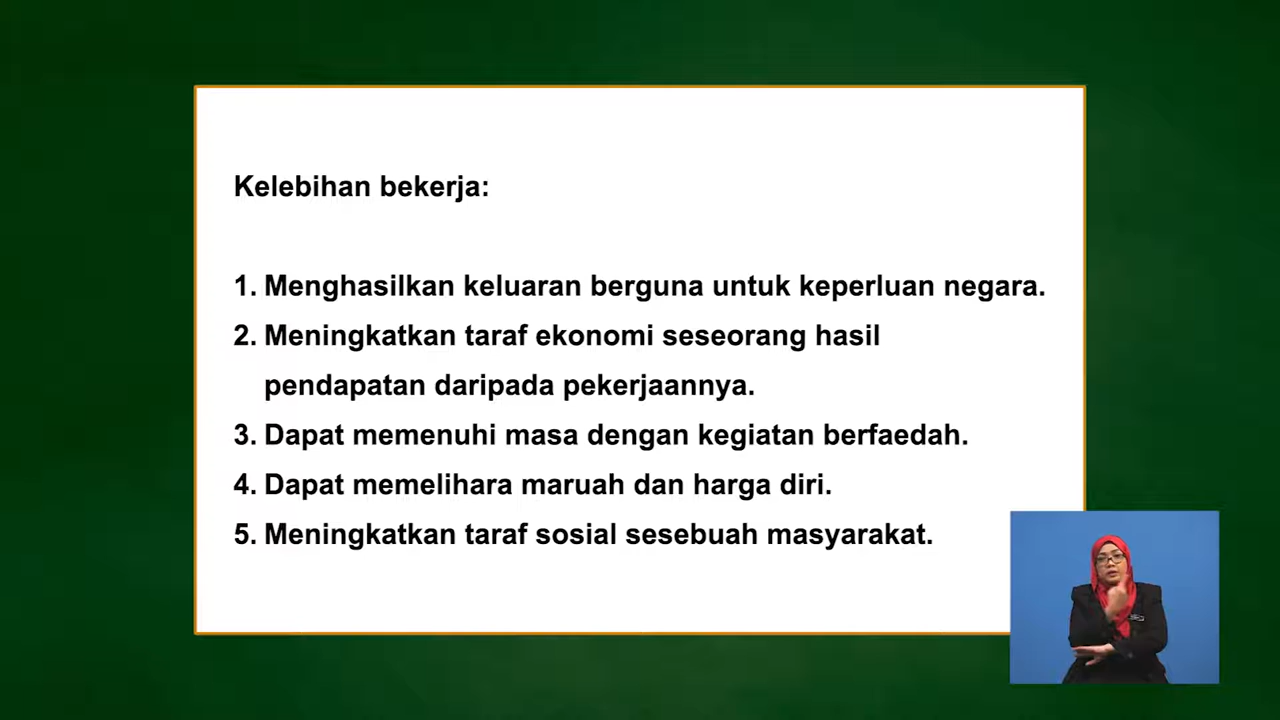 Kelebihan bekerja:
1. Menghasilkan keluaran berguna untuk keperluan negara.
2. Meningkatkan taraf ekonomi seseorang hasil
pendapatan daripada pekerjaannya.
3. Dapat memenuhi masa dengan kegiatan berfaedah.
4. Dapat memelihara maruah dan harga diri.
5. Meningkatkan taraf sosial sesebuah masyarakat.